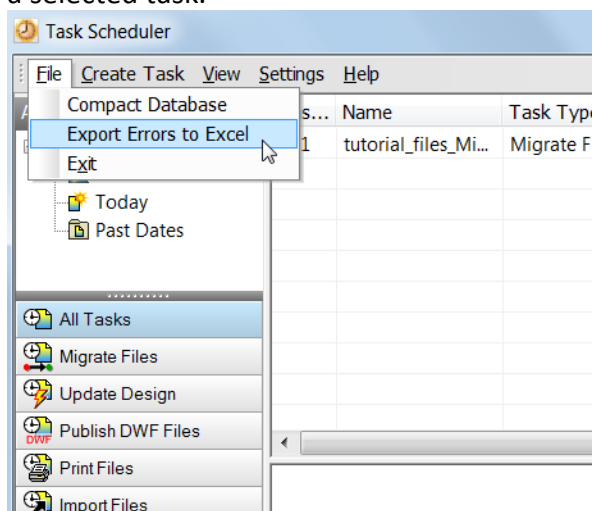 a selected task.
Task Scheduler
File Create Task View Settings Help
Compact Database
s... Name Task Type
Export Errors to Excel
1 tutorial_files_Mi... Migrate F
Exit
Today
Past Dates
All Tasks
Migrate Files
Update Design
DWF Publish DWF Files
Print Files
Import Files